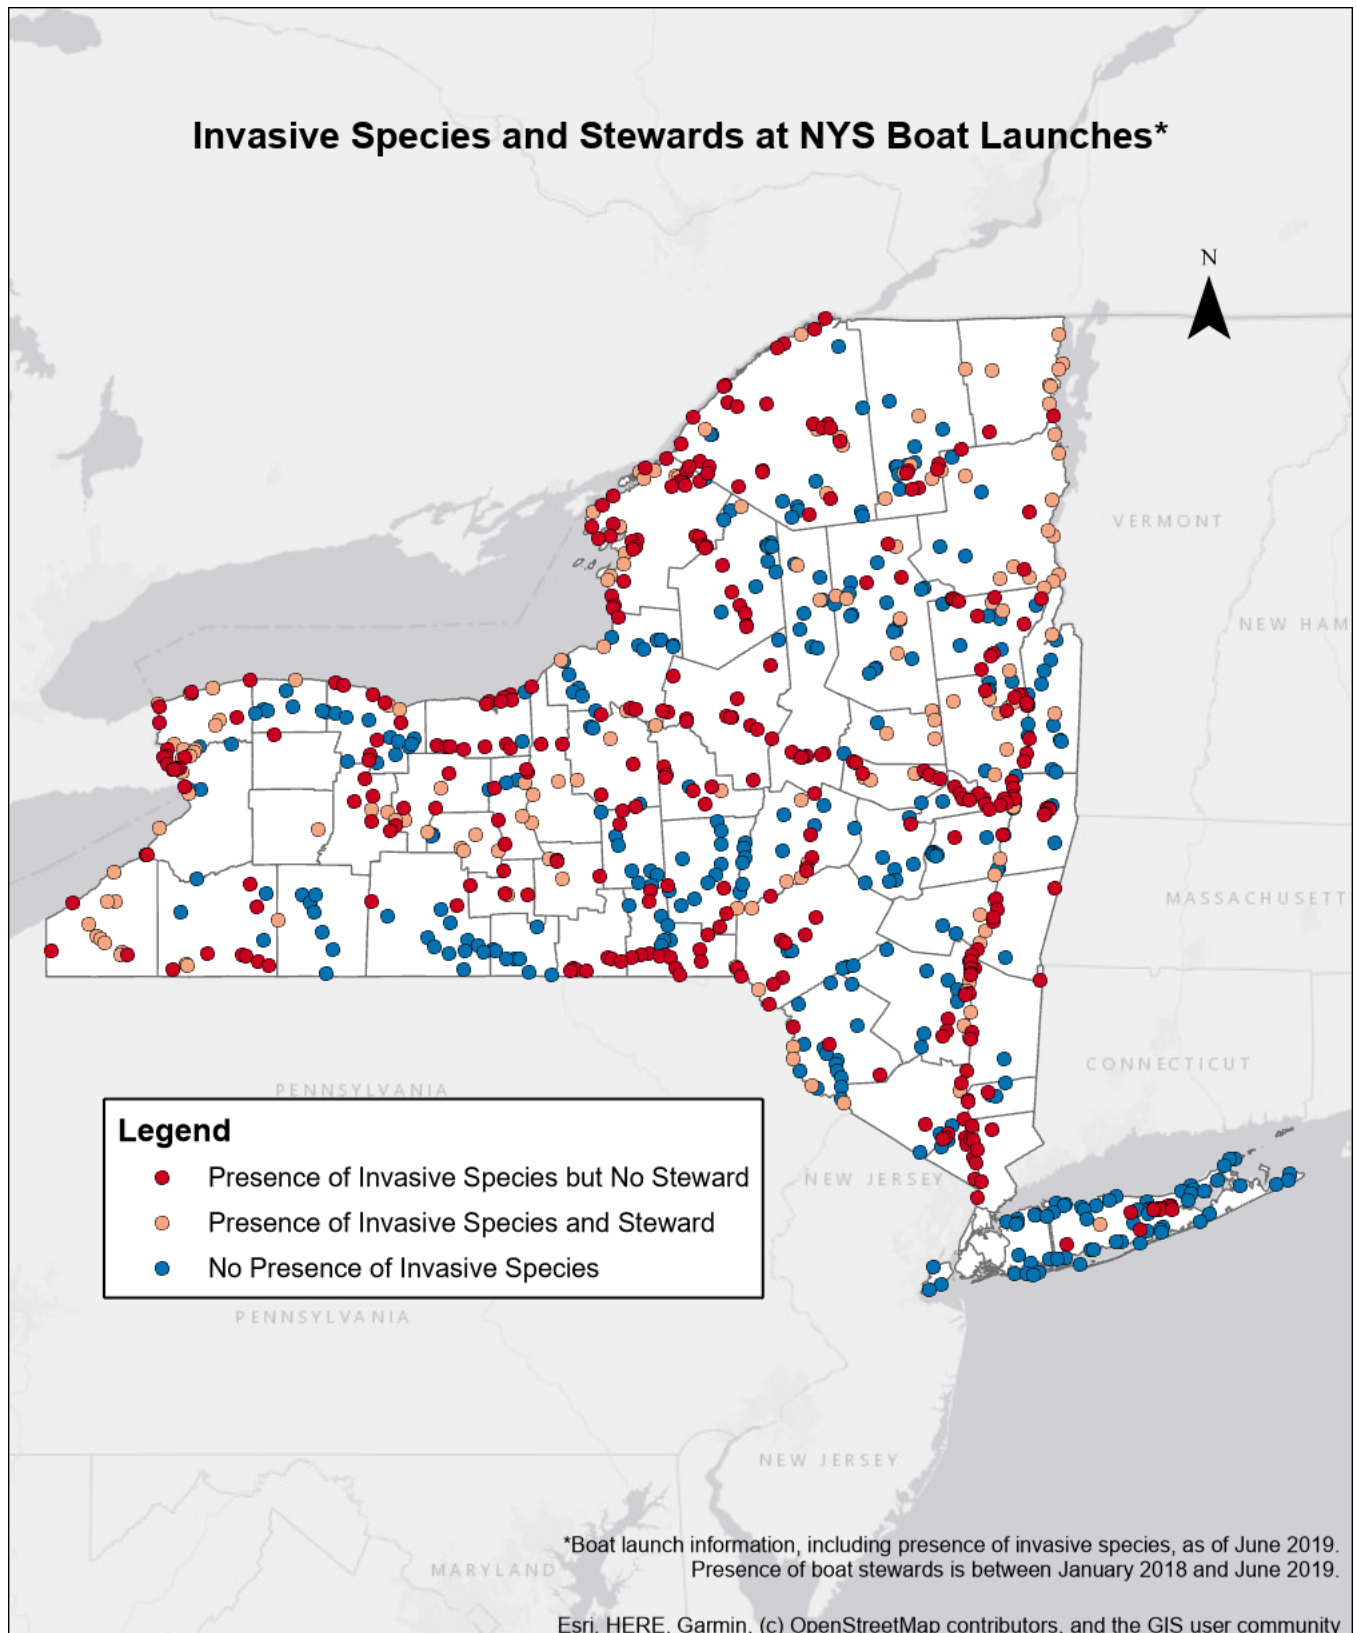 Invasive Species and Stewards at NYS Boat Launches*
N
VERMONT
NEW HAM
MASSACHUSETT
CONNECTICUT
PENNSYLVANIA
Legend
Presence of Invasive Species but No Steward
Presence of Invasive Species and Steward
No Presence of Invasive Species
NEW JERSEY
PENNSYLVANIA
NEW JERSEY
*Boat launch information, including presence of invasive species, as of June 2019.
MARYLAND
Presence of boat stewards is between January 2018 and June 2019.
Esri, HERE, Garmin, (c) OpenStreetMap contributors, and the GIS user community